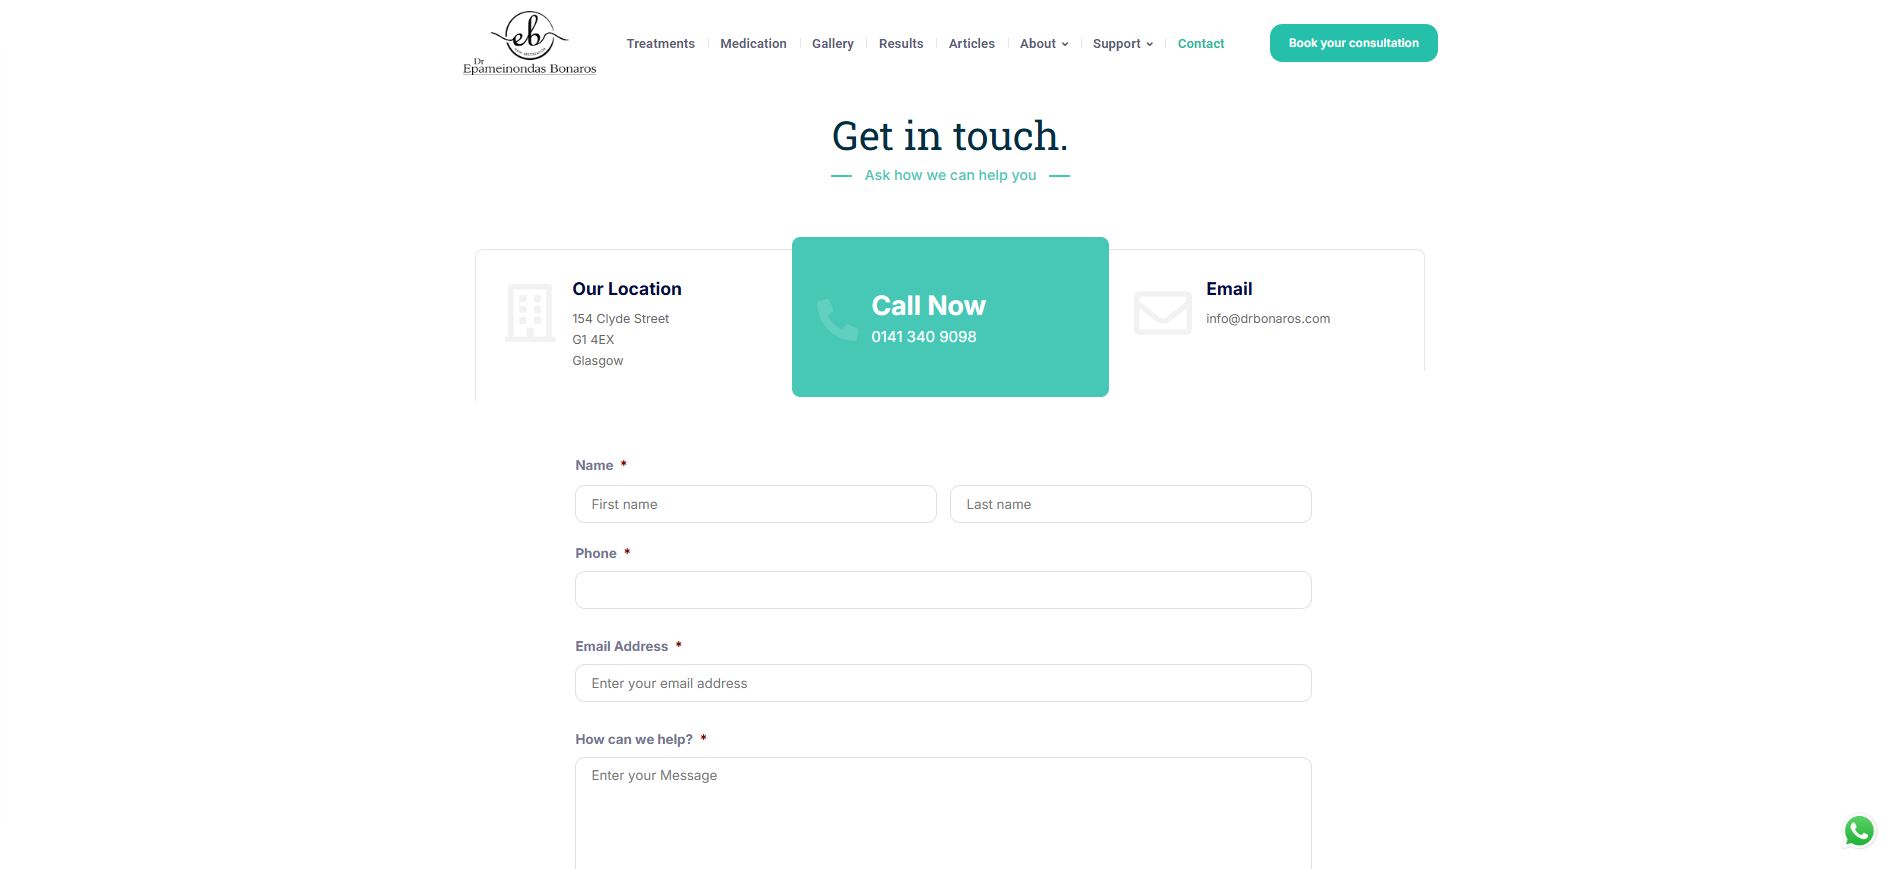 eb
Dr
Epameinondas Bonaros
Treatments
Medication
Gallery
Results
Articles
About
Support
Contact
Book your consultation
Get in touch.
Ask how we can help you
Our Location
154 Clyde Street
G1 4EX
Glasgow
Call Now
0141 340 9098
Email
info@drbonaros.com
Name *
First name
Last name
Phone *
Email Address *
Enter your email address
How can we help? *
Enter your Message